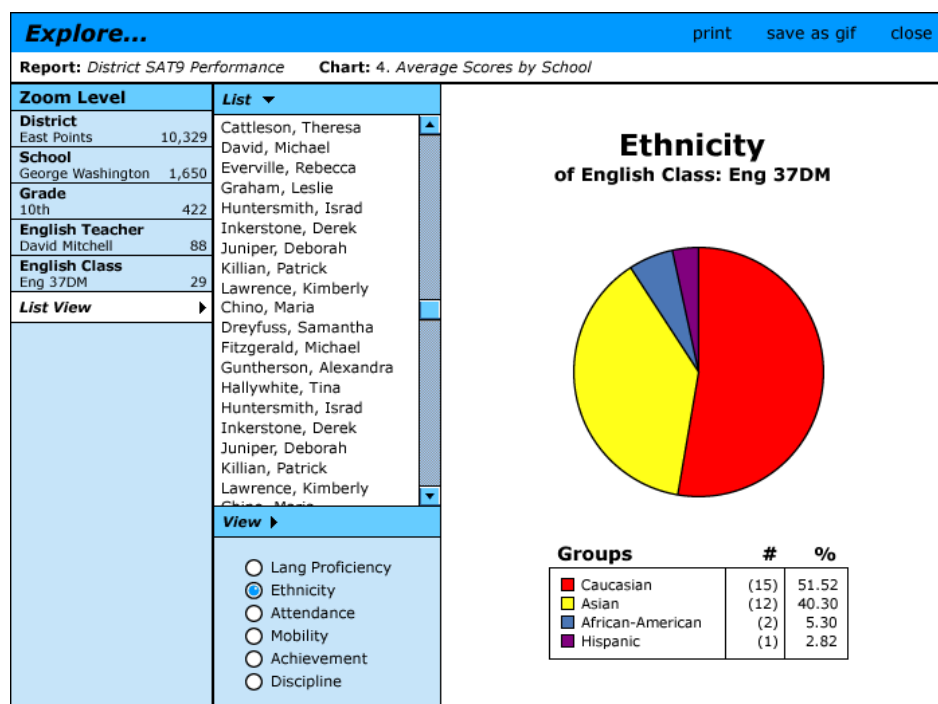 Explore... print save as gif close
Report: District SAT9 Performance Chart: 4. Average Scores by School
Zoom Level
District
East Points 10,329
School
George Washington 1,650
Grade
10th 422
English Teacher
David Mitchell 88
English Class
Eng 37DM 29
List View
List
Cattleson, Theresa
David, Michael
Everville, Rebecca
Graham, Leslie
Huntersmith, Israd
Inkerstone, Derek
Juniper, Deborah
Killian, Patrick
Lawrence, Kimberly
Chino, Maria
Dreyfuss, Samantha
Fitzgerald, Michael
Guntherson, Alexandra
Hallywhite, Tina
Huntersmith, Israd
Inkerstone, Derek
Juniper, Deborah
Killian, Patrick
Lawrence, Kimberly
Chino, Maria
View
Lang Proficiency
Ethnicity
Attendance
Mobility
Achievement
Discipline
Ethnicity
of English Class: Eng 37DM
Groups # %
Caucasian (15) 51.52
Asian (12) 40.30
African-American (2) 5.30
Hispanic (1) 2.82